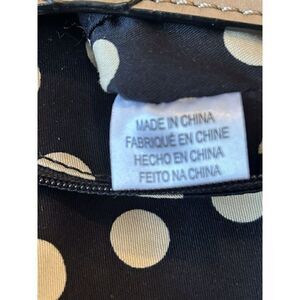 MADE IN CHINA
FABRIQUÉ EN CHINE
HECHO EN CHINA
FEITO NA CHINA